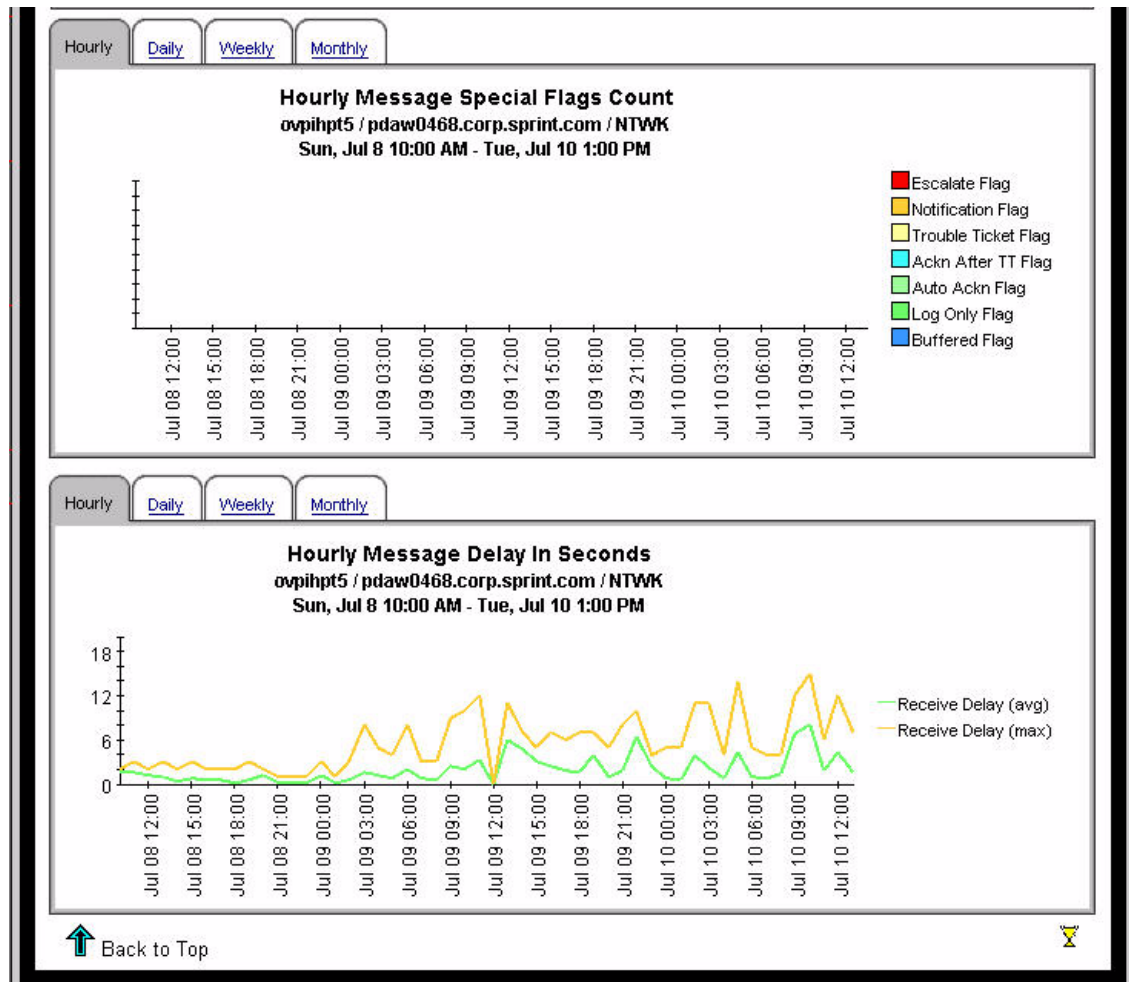 Hourly Daily Weekly Monthly
Hourly Message Special Flags Count
ovpihpt5 / pdaw0468.corp.sprint.com / NTWK
Sun, Jul 8 10:00 AM - Tue, Jul 10 1:00 PM
Escalate Flag
Notification Flag
Trouble Ticket Flag
Ackn After TT Flag
Auto Ackn Flag
Log Only Flag
Buffered Flag
Jul 08 12:00
Jul 08 15:00
Jul 08 18:00
Jul 08 21:00
Jul 09 00:00
Jul 09 03:00
Jul 09 06:00
Jul 09 09:00
Jul 09 12:00
Jul 09 15:00
Jul 09 18:00
Jul 09 21:00
Jul 10 00:00
Jul 10 03:00
Jul 10 06:00
Jul 10 09:00
Jul 10 12:00
Hourly Daily Weekly Monthly
Hourly Message Delay In Seconds
ovpihpt5 / pdaw0468.corp.sprint.com / NTWK
Sun, Jul 8 10:00 AM - Tue, Jul 10 1:00 PM
18
12
6
0
Receive Delay (avg)
Receive Delay (max)
Jul 08 12:00
Jul 08 15:00
Jul 08 18:00
Jul 08 21:00
Jul 09 00:00
Jul 09 03:00
Jul 09 06:00
Jul 09 09:00
Jul 09 12:00
Jul 09 15:00
Jul 09 18:00
Jul 09 21:00
Jul 10 00:00
Jul 10 03:00
Jul 10 06:00
Jul 10 09:00
Jul 10 12:00
Back to Top